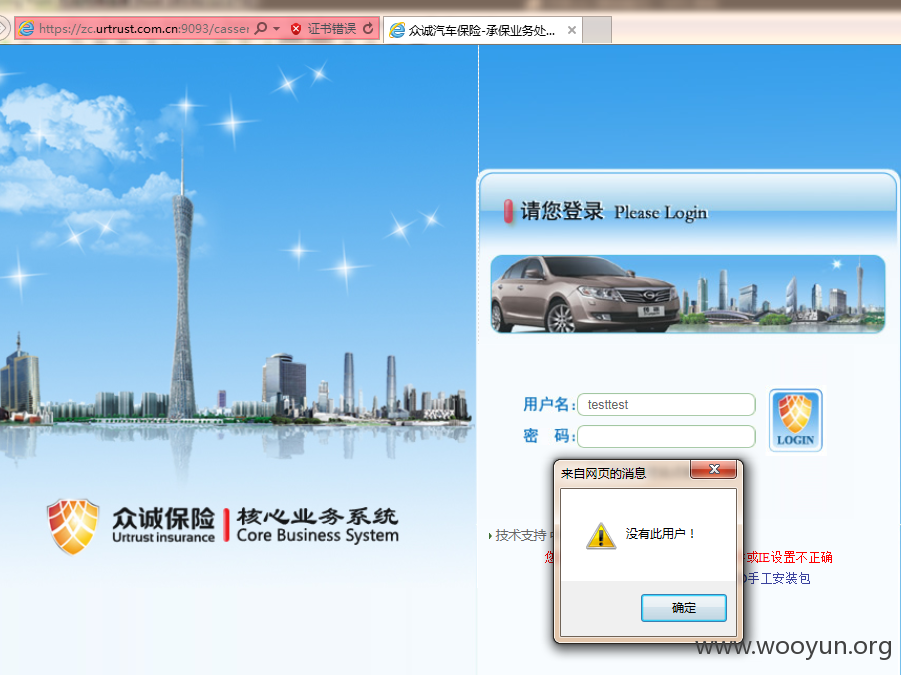 https://zc.urtrust.com.cn:9093/casser
证书错误
众诚汽车保险-承保业务处...
请您登录 Please Login
用户名: testtest
密 码:
LOGIN
来自网页的消息
没有此用户！
确定
众诚保险 核心业务系统
Urtrust insurance Core Business System
技术支持
您
或IE设置不正确
手工安装包
www.wooyun.org